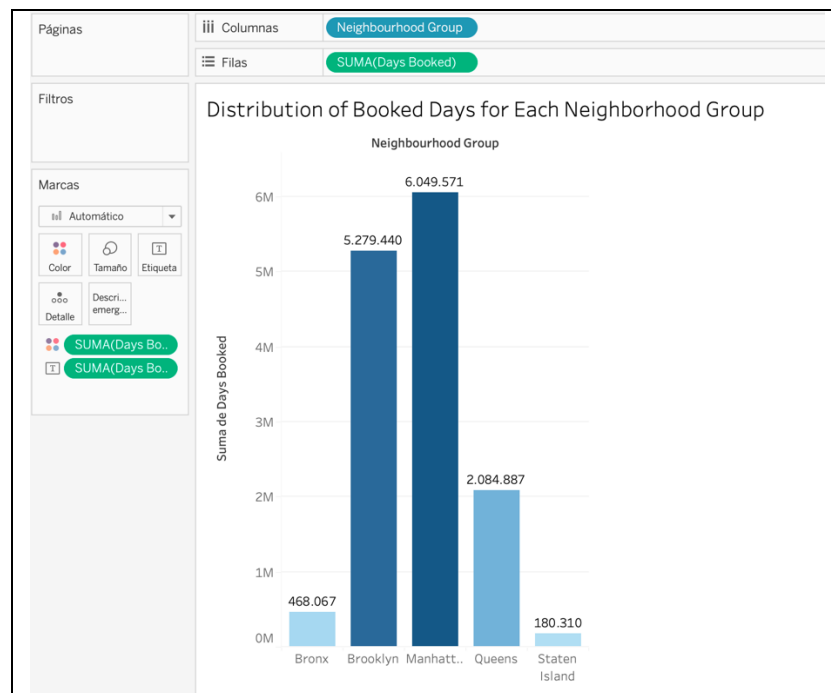 Páginas
Columnas
Neighbourhood Group
Filas
SUMA(Days Booked)
Filtros
Marcas
Automático
Color
Tamaño
Etiqueta
Detalle
Descri...
emerg...
SUMA(Days Bo..
SUMA(Days Bo..
Distribution of Booked Days for Each Neighborhood Group
Neighbourhood Group
Suma de Days Booked
6M
5M
4M
3M
2M
1M
0M
468.067
5.279.440
6.049.571
2.084.887
180.310
Bronx
Brooklyn
Manhatt..
Queens
Staten
Island